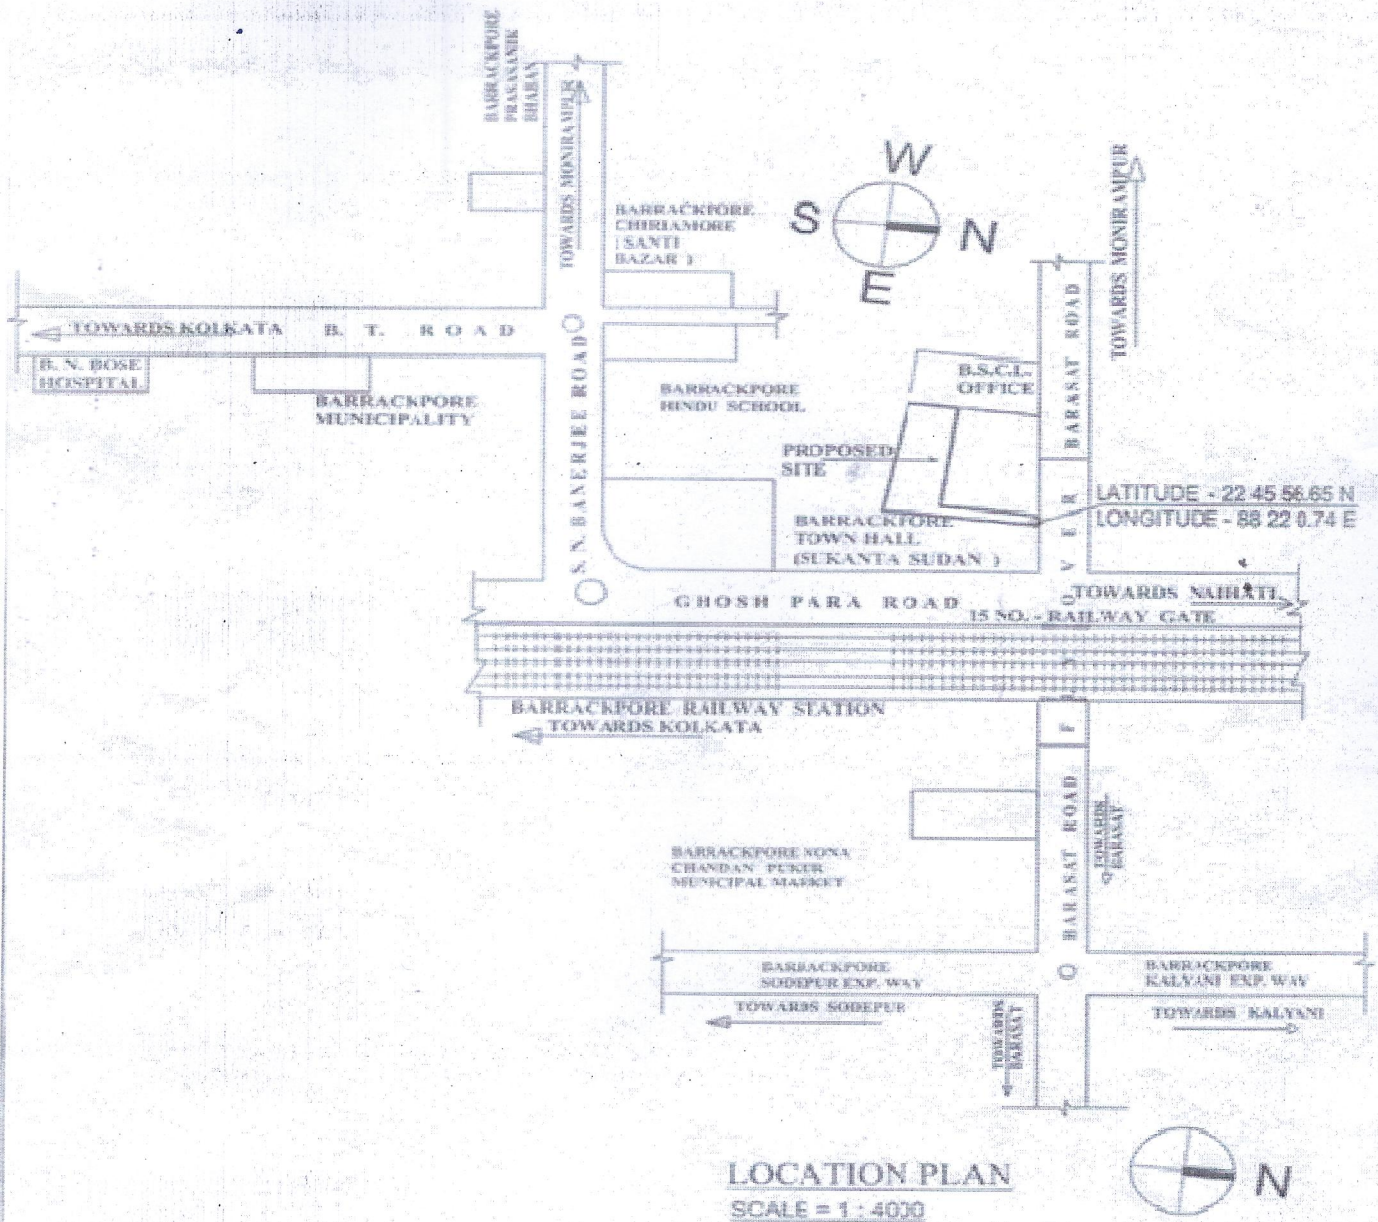 BARRACKPORE
PRASASANIK
BHABAN
TOWARDS MONIRAMPUR
BARRACKPORE
CHIRIAMORE
( SANTI
BAZAR )
W
S
N
E
TOWARDS MONIRAMPUR
TOWARDS KOLKATA
B. T. ROAD
B. N. BOSE
HOSPITAL
BARRACKPORE
MUNICIPALITY
S. N. BANERJEE ROAD
BARRACKPORE
HINDU SCHOOL
B.S.C.L.
OFFICE
BARASAT ROAD
PROPOSED
SITE
LATITUDE - 22 45 56.65 N
LONGITUDE - 88 22 0.74 E
BARRACKPORE
TOWN HALL
(SUKANTA SUDAN )
FLY OVER
GHOSH PARA ROAD
TOWARDS NAIHATI
15 NO. - RAILWAY GATE
BARRACKPORE RAILWAY STATION
TOWARDS KOLKATA
BARASAT ROAD
TOWARDS
BARASAT
BARRACKPORE NONA
CHANDAN PUKUR
MUNICIPAL MARKET
BARRACKPORE
SODEPUR EXP. WAY
BARRACKPORE
KALYANI EXP. WAY
TOWARDS SODEPUR
TOWARDS KALYANI
TOWARDS
BARASAT
LOCATION PLAN
SCALE = 1 : 4000
N